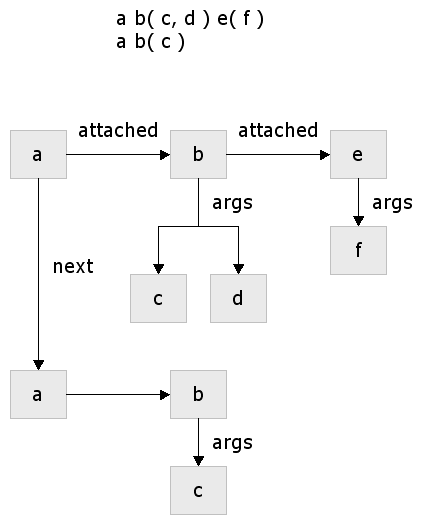 a b( c, d ) e( f )
a b( c )
attached attached
a b e
args args
f
next
c d
a b
args
c